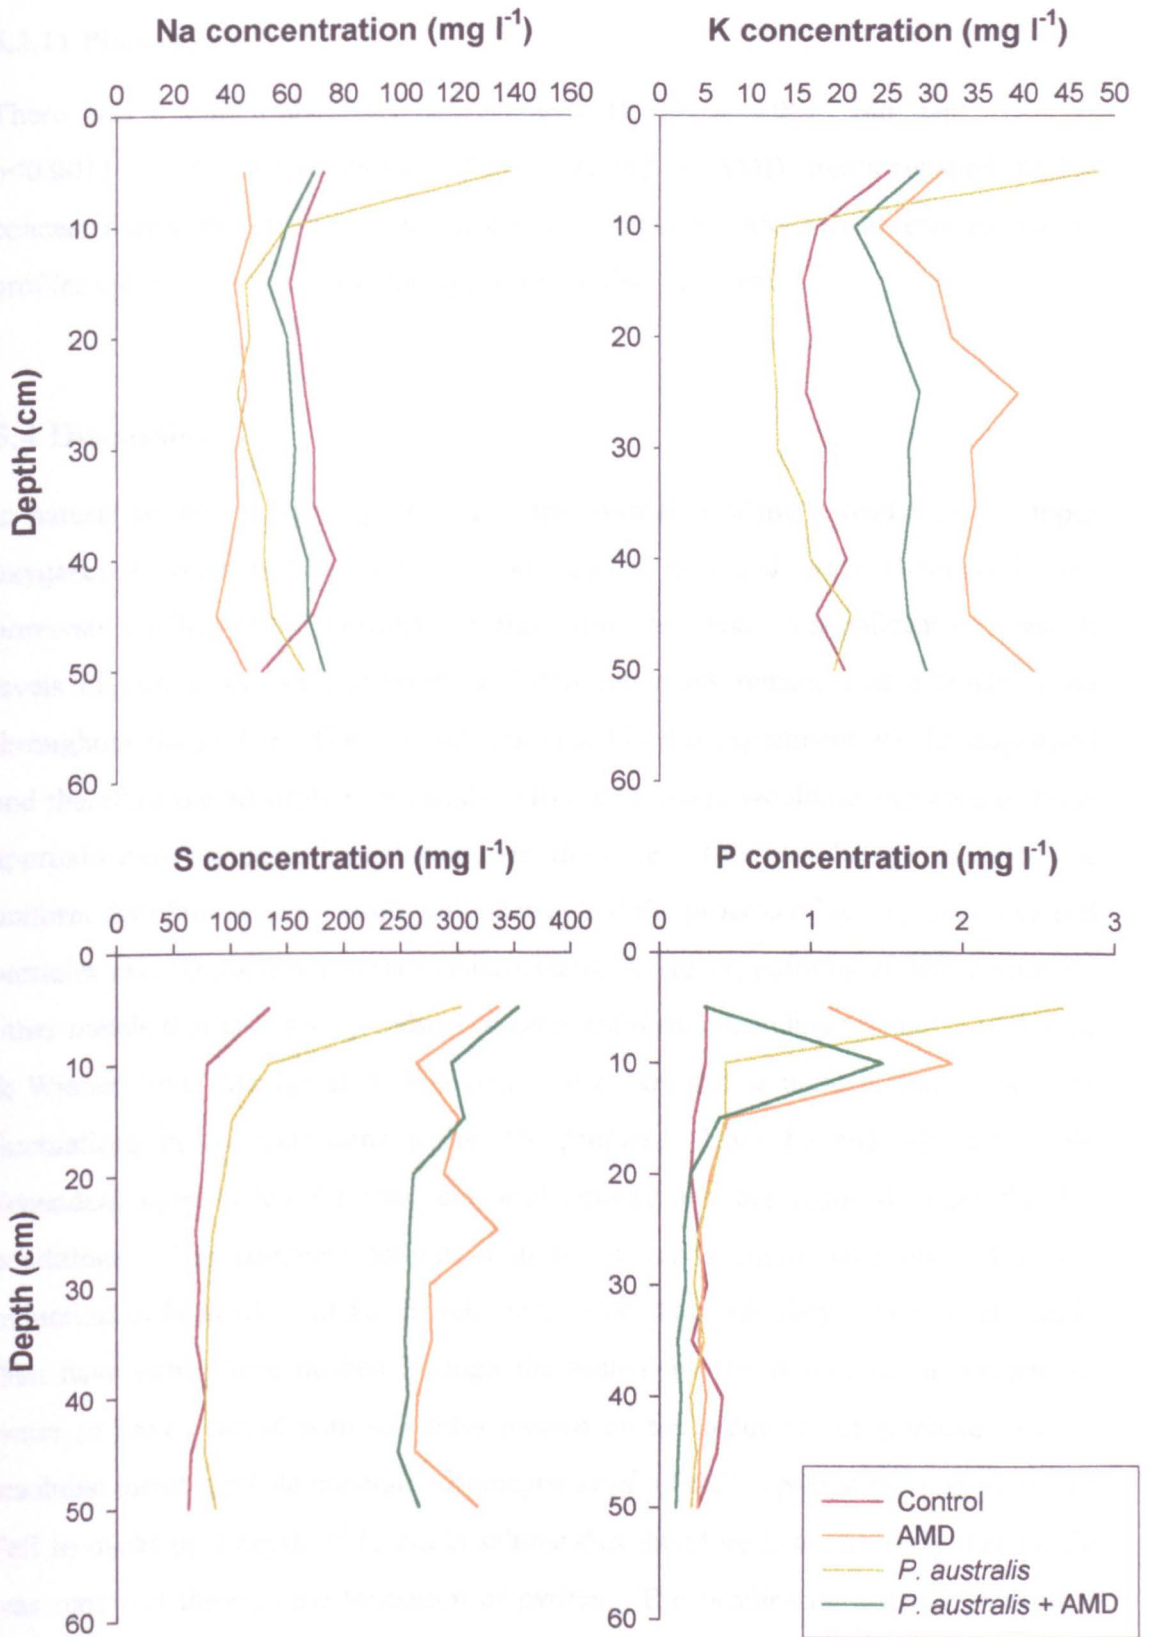 Na concentration (mg l-1)
0 20 40 60 80 100 120 140 160
0
10
20
30
40
50
60
Depth (cm)
K concentration (mg l-1)
0 5 10 15 20 25 30 35 40 45 50
0
10
20
30
40
50
60
S concentration (mg l-1)
0 50 100 150 200 250 300 350 400
0
10
20
30
40
50
60
Depth (cm)
P concentration (mg l-1)
0 1 2 3
0
10
20
30
40
50
60
Control
AMD
P. australis
P. australis + AMD